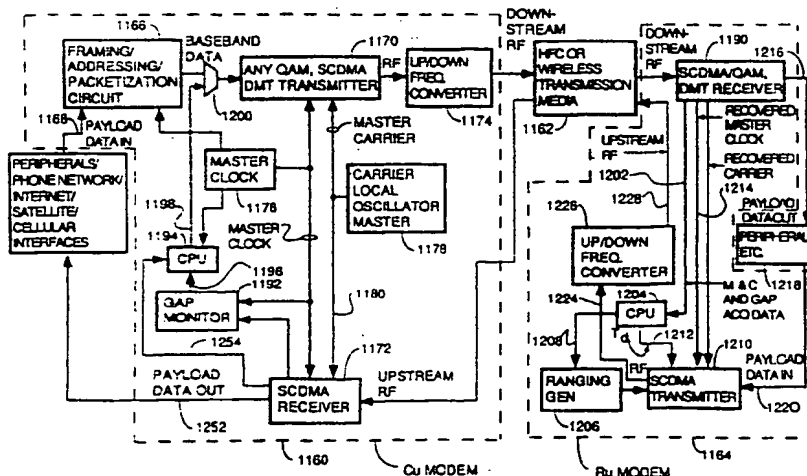 1166
FRAMING/
ADDRESSING/
PACKETIZATION
CIRCUIT
BASEBAND
DATA
1200
1170
ANY QAM, SCDMA
DMT TRANSMITTER
RF
UP/DOWN
FREQ.
CONVERTER
1174
DOWN-
STREAM
RF
HFC OR
WIRELESS
TRANSMISSION
MEDIA
1162
DOWN-
STREAM
RF
1190
1216
SCDMA/QAM,
DMT RECEIVER
1168
PAYLOAD
DATA IN
PERIPHERALS/
PHONE NETWORK/
INTERNET/
SATELLITE/
CELLULAR
INTERFACES
MASTER
CLOCK
1176
MASTER
CARRIER
CARRIER
LOCAL
OSCILLATOR
MASTER
1178
MASTER
CLOCK
1198
1194
CPU
1196
1192
GAP
MONITOR
1180
1254
1172
SCDMA
RECEIVER
UPSTREAM
RF
PAYLOAD
DATA OUT
1252
1160
CU MODEM
UPSTREAM
RF
1202
1228
1226
RECOVERED
MASTER
CLOCK
RECOVERED
CARRIER
1214
PAYLOAD
DATA OUT
PERIPHERAL
ETC.
1218
UP/DOWN
FREQ.
CONVERTER
1224
1204
CPU
M & C
AND GAP
ACQ DATA
1208
Td
1212
1210
RF
RANGING
GEN
1206
SCDMA
TRANSMITTER
PAYLOAD
DATA IN
1220
1164
RU MODEM